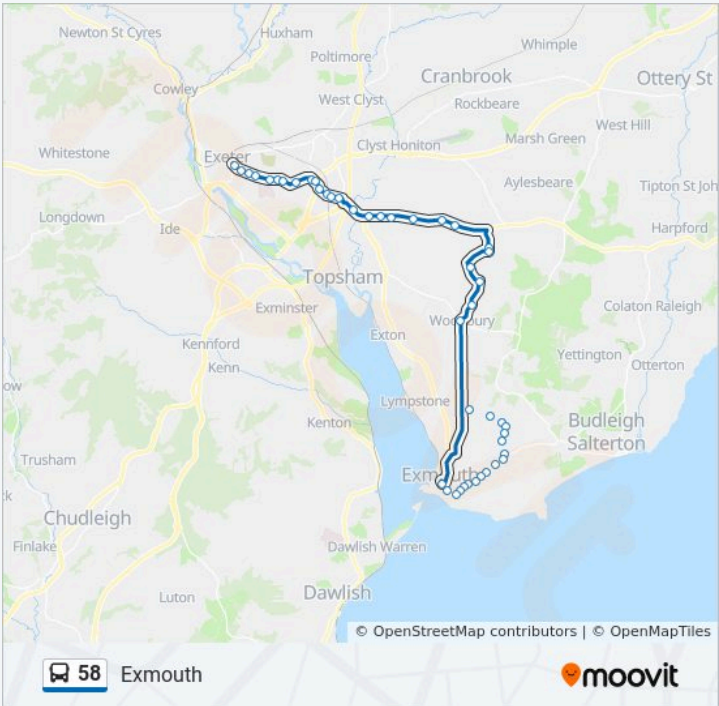 Newton St Cyres
Huxham
Whimple
Poltimore
Cranbrook
Ottery St
Cowley
West Clyst
Rockbeare
West Hill
Marsh Green
Clyst Honiton
Whitestone
Exeter
Aylesbeare
Tipton St Joh
Longdown
Ide
Harpford
Topsham
Colaton Raleigh
Exminster
Woodbury
Exton
Kennford
Yettington
Kenn
Otterton
ow
Lympstone
Kenton
Budleigh
Salterton
Trusham
Exmouth
ck
Chudleigh
Finlake
Dawlish Warren
Luton
Dawlish
© OpenStreetMap contributors | © OpenMapTiles
58 Exmouth
moovit